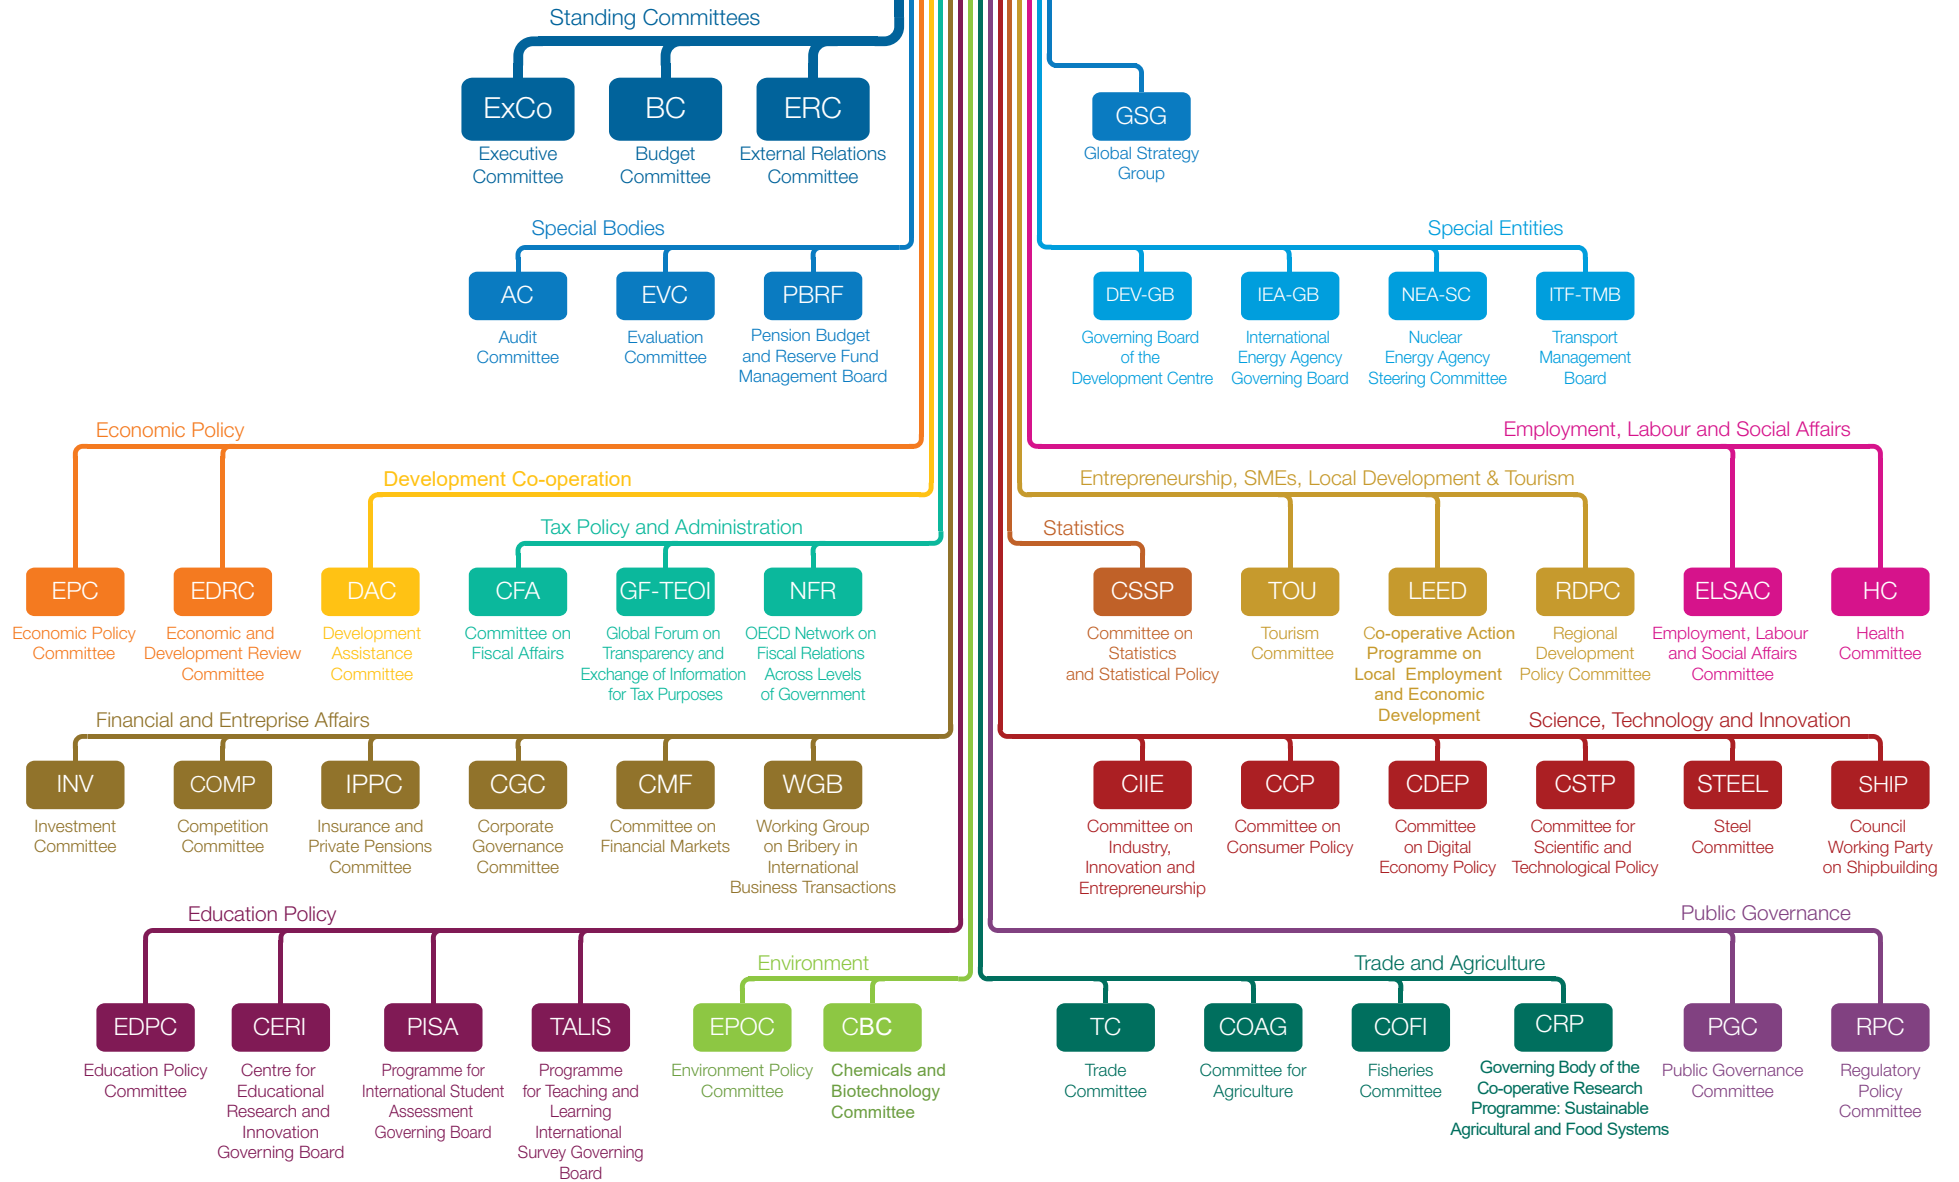 Standing Committees
ExCo
Executive
Committee
BC
Budget
Committee
ERC
External Relations
Committee
GSG
Global Strategy
Group
Special Bodies
AC
Audit
Committee
EVC
Evaluation
Committee
PBRF
Pension Budget
and Reserve Fund
Management Board
Special Entities
DEV-GB
Governing Board
of the
Development Centre
IEA-GB
International
Energy Agency
Governing Board
NEA-SC
Nuclear
Energy Agency
Steering Committee
ITF-TMB
Transport
Management
Board
Economic Policy
EPC
Economic Policy
Committee
EDRC
Economic and
Development Review
Committee
Development Co-operation
DAC
Development
Assistance
Committee
Tax Policy and Administration
CFA
Committee on
Fiscal Affairs
GF-TEOI
Global Forum on
Transparency and
Exchange of Information
for Tax Purposes
NFR
OECD Network on
Fiscal Relations
Across Levels
of Government
Statistics
CSSP
Committee on
Statistics
and Statistical Policy
Entrepreneurship, SMEs, Local Development & Tourism
TOU
Tourism
Committee
LEED
Co-operative Action
Programme on
Local Employment
and Economic
Development
RDPC
Regional
Development
Policy Committee
Employment, Labour and Social Affairs
ELSAC
Employment, Labour
and Social Affairs
Committee
HC
Health
Committee
Financial and Entreprise Affairs
INV
Investment
Committee
COMP
Competition
Committee
IPPC
Insurance and
Private Pensions
Committee
CGC
Corporate
Governance
Committee
CMF
Committee on
Financial Markets
WGB
Working Group
on Bribery in
International
Business Transactions
Science, Technology and Innovation
CIIE
Committee on
Industry,
Innovation and
Entrepreneurship
CCP
Committee on
Consumer Policy
CDEP
Committee
on Digital
Economy Policy
CSTP
Committee for
Scientific and
Technological Policy
STEEL
Steel
Committee
SHIP
Council
Working Party
on Shipbuilding
Education Policy
EDPC
Education Policy
Committee
CERI
Centre for
Educational
Research and
Innovation
Governing Board
PISA
Programme for
International Student
Assessment
Governing Board
TALIS
Programme
for Teaching and
Learning
International
Survey Governing
Board
Environment
EPOC
Environment Policy
Committee
CBC
Chemicals and
Biotechnology
Committee
Trade and Agriculture
TC
Trade
Committee
COAG
Committee for
Agriculture
COFI
Fisheries
Committee
CRP
Governing Body of the
Co-operative Research
Programme: Sustainable
Agricultural and Food Systems
Public Governance
PGC
Public Governance
Committee
RPC
Regulatory
Policy
Committee